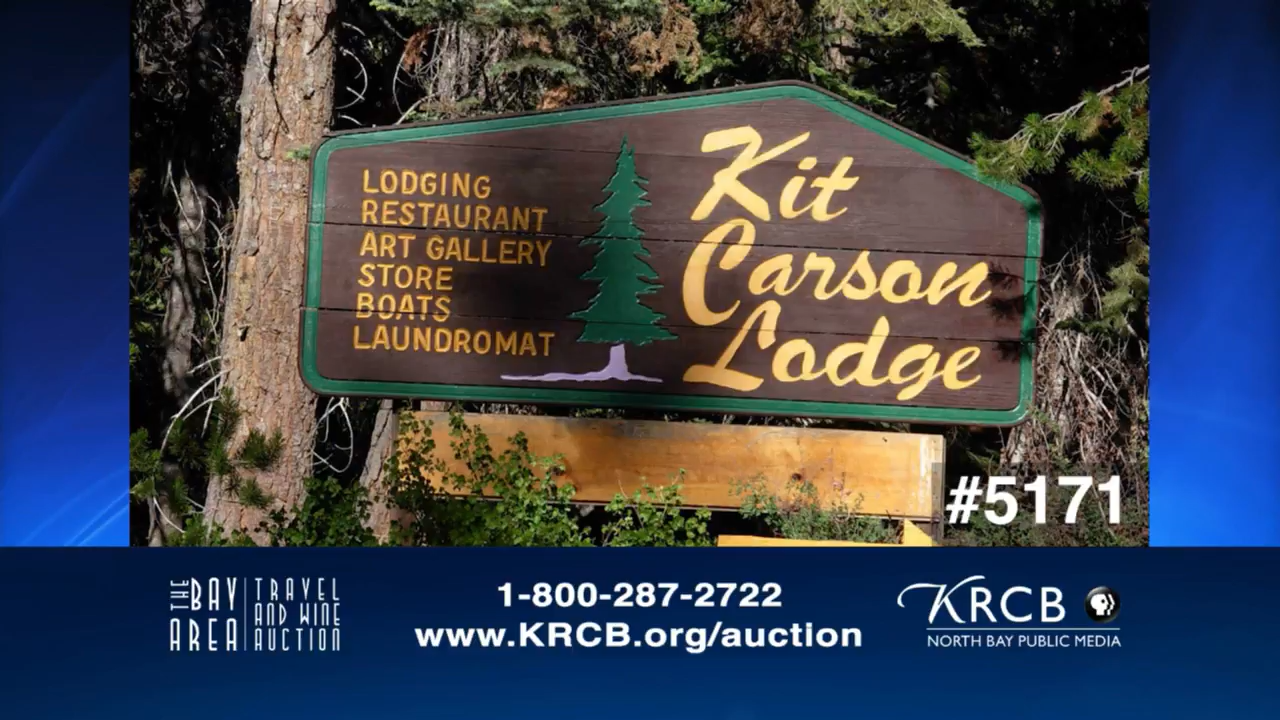 LODGING
RESTAURANT
ART GALLERY
STORE
BOATS
LAUNDROMAT
Kit
Carson
Lodge
#5171
THE BAY AREA
TRAVEL
AND WINE
AUCTION
1-800-287-2722
www.KRCB.org/auction
KRCB
NORTH BAY PUBLIC MEDIA